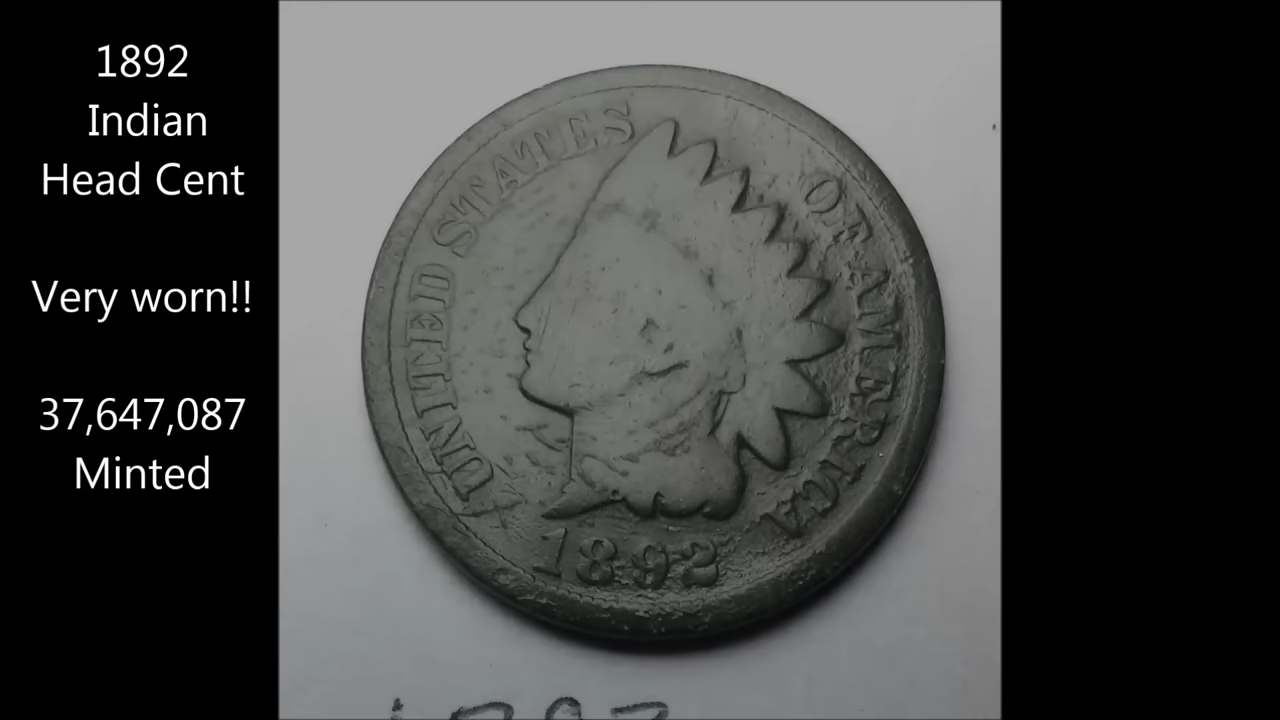 1892
Indian
Head Cent
Very worn!!
37,647,087
Minted
UNITED STATES OF AMERICA
1892